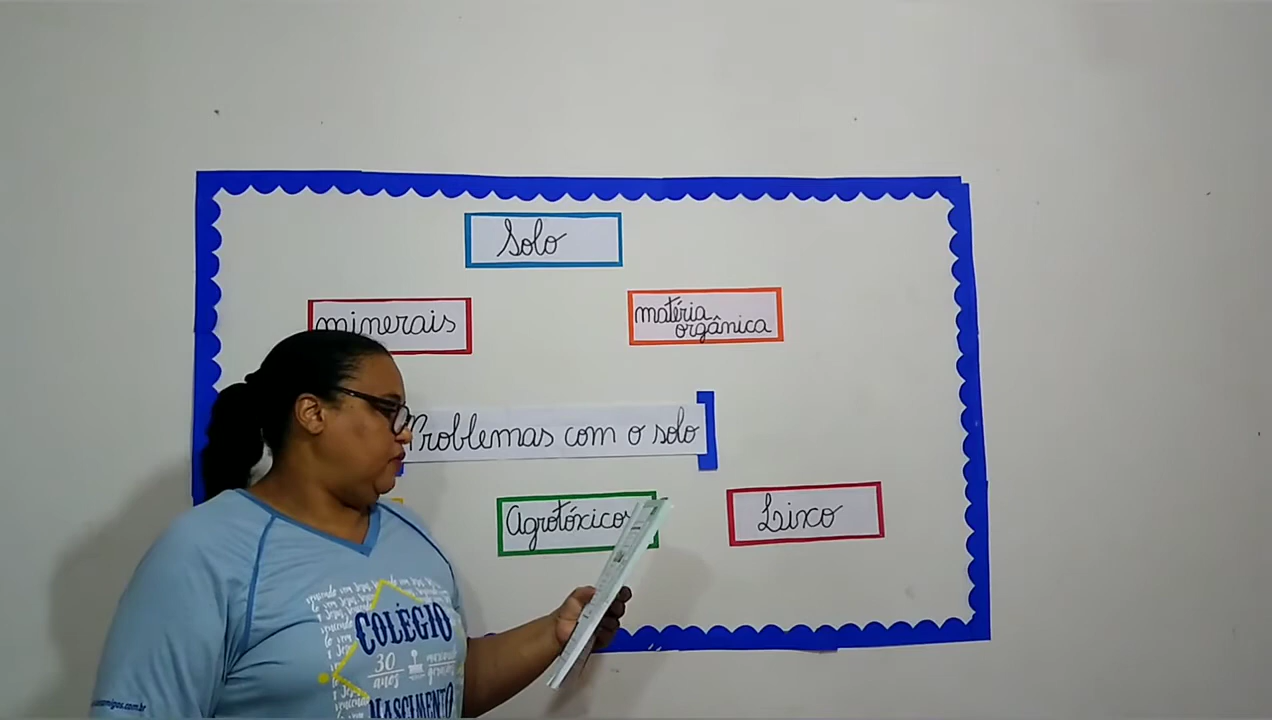 Solo
minerais
matéria
orgânica
Problemas com o solo
Agrotóxicos
Lixo
COLÉGIO
30
anos
NASCIMENTO